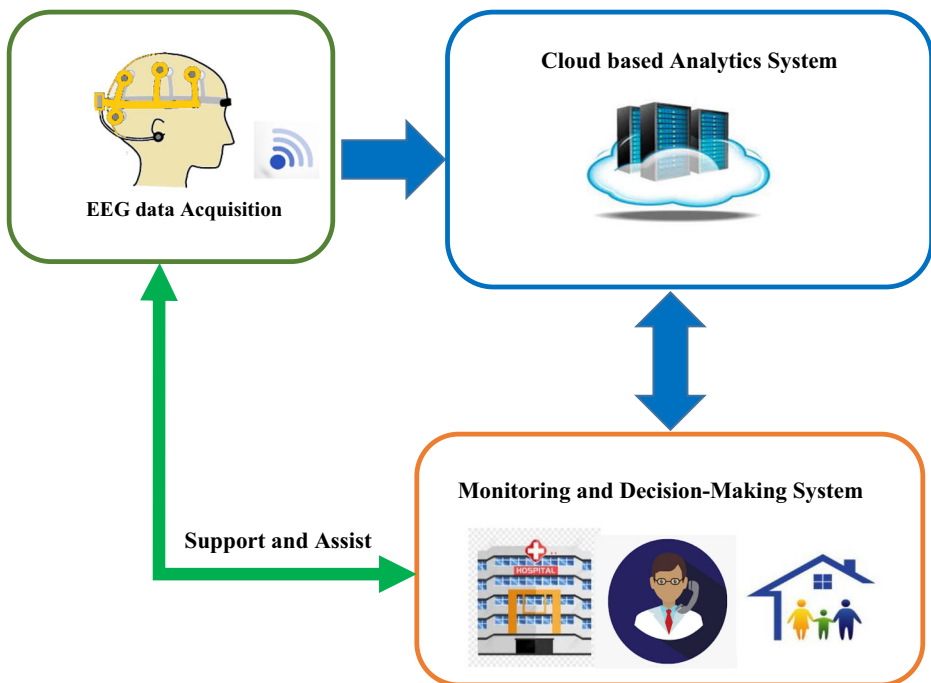 Cloud based Analytics System
EEG data Acquisition
Monitoring and Decision-Making System
Support and Assist
HOSPITAL